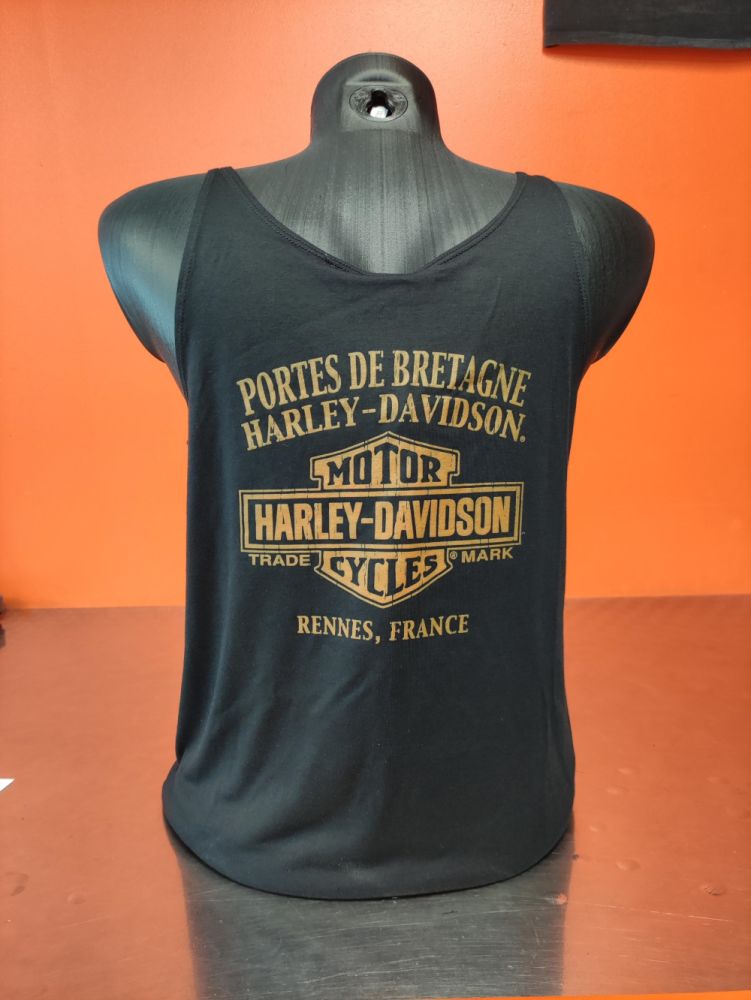 PORTES DE BRETAGNE
HARLEY-DAVIDSON.
MOTOR
HARLEY-DAVIDSON
TRADE ® MARK
CYCLES
RENNES, FRANCE